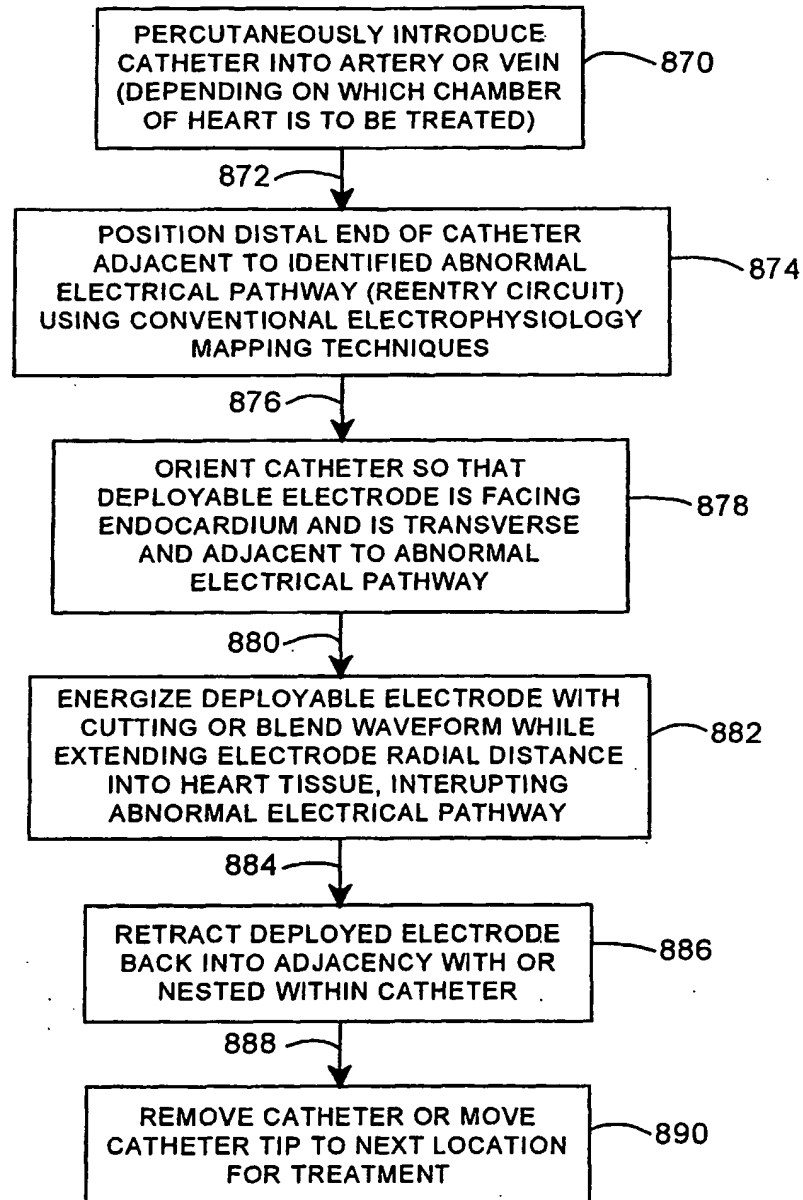 PERCUTANEOUSLY INTRODUCE
CATHETER INTO ARTERY OR VEIN
(DEPENDING ON WHICH CHAMBER
OF HEART IS TO BE TREATED)
870
872
POSITION DISTAL END OF CATHETER
ADJACENT TO IDENTIFIED ABNORMAL
ELECTRICAL PATHWAY (REENTRY CIRCUIT)
USING CONVENTIONAL ELECTROPHYSIOLOGY
MAPPING TECHNIQUES
874
876
ORIENT CATHETER SO THAT
DEPLOYABLE ELECTRODE IS FACING
ENDOCARDIUM AND IS TRANSVERSE
AND ADJACENT TO ABNORMAL
ELECTRICAL PATHWAY
878
880
ENERGIZE DEPLOYABLE ELECTRODE WITH
CUTTING OR BLEND WAVEFORM WHILE
EXTENDING ELECTRODE RADIAL DISTANCE
INTO HEART TISSUE, INTERUPTING
ABNORMAL ELECTRICAL PATHWAY
882
884
RETRACT DEPLOYED ELECTRODE
BACK INTO ADJACENCY WITH OR
NESTED WITHIN CATHETER
886
888
REMOVE CATHETER OR MOVE
CATHETER TIP TO NEXT LOCATION
FOR TREATMENT
890